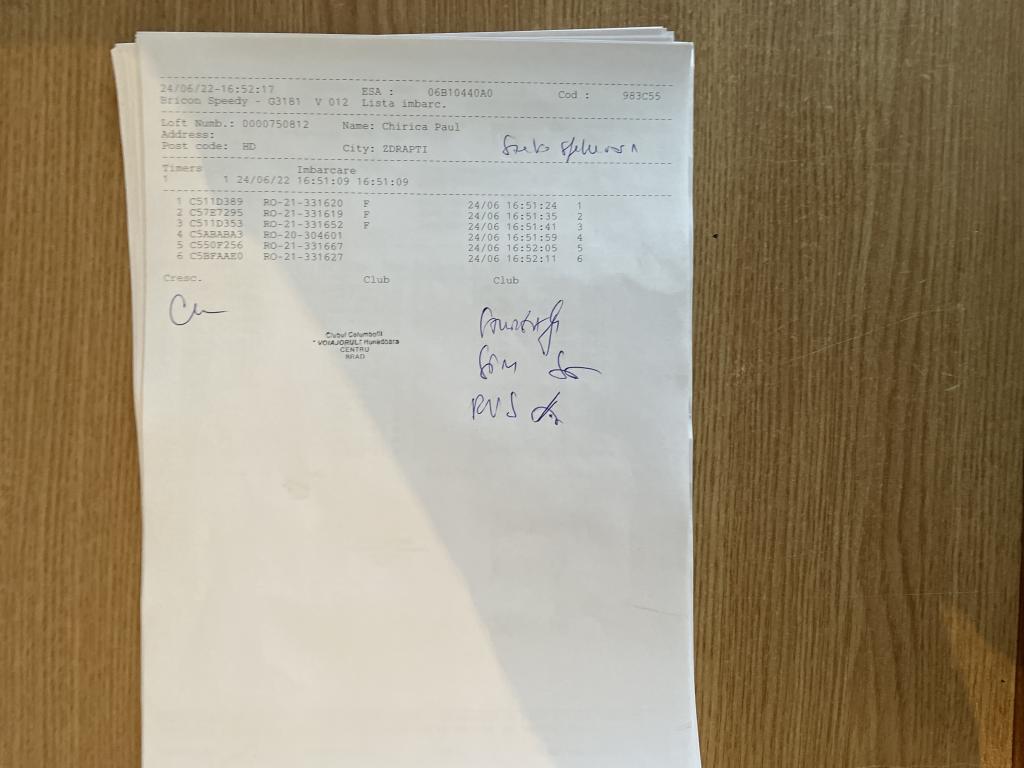 24/06/22-16:52:17 ESA : 06B10440A0 Cod : 983C55
Bricon Speedy - G3181 V 012 Lista imbarc.
Loft Numb.: 0000750812 Name: Chirica Paul
Address:
Post code: HD City: ZDRAPTI
Timers Imbarcare
1 1 24/06/22 16:51:09 16:51:09
1 C511D389 RO-21-331620 F 24/06 16:51:24 1
2 C57E7295 RO-21-331619 F 24/06 16:51:35 2
3 C511D353 RO-21-331652 F 24/06 16:51:41 3
4 C5ABABA3 RO-20-304601 24/06 16:51:59 4
5 C550F256 RO-21-331667 24/06 16:52:05 5
6 C5BFAAE0 RO-21-331627 24/06 16:52:11 6
Cresc. Club Club
Clubul Columbofil
"VOIAJORUL" Hunedoara
CENTRU
BRAD
RUS